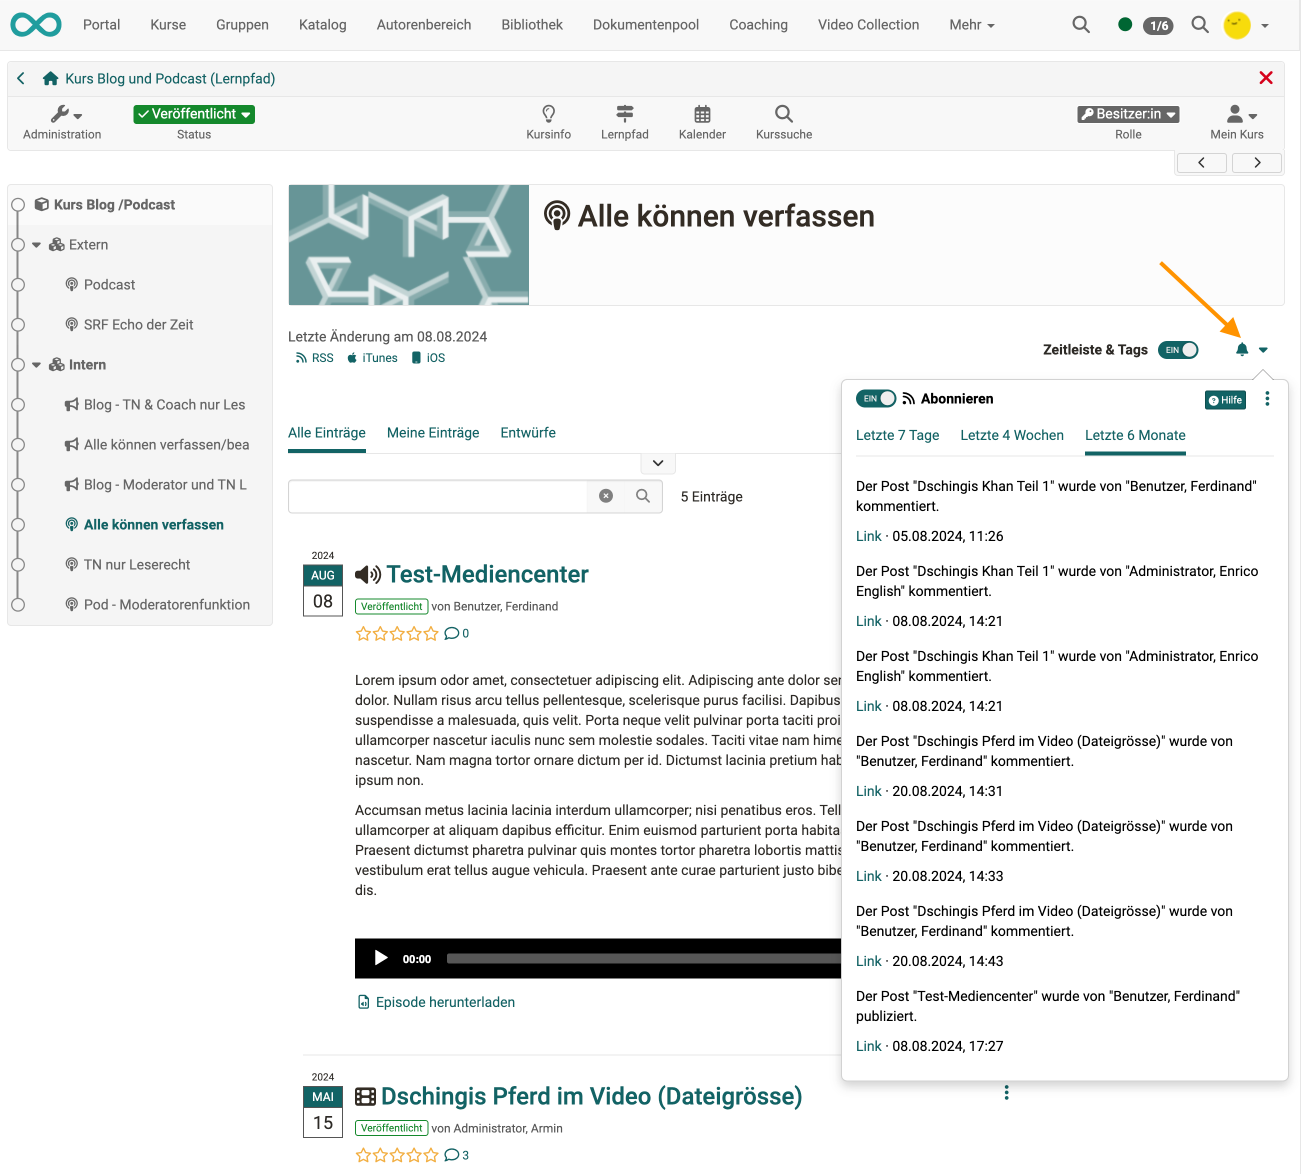 Portal Kurse Gruppen Katalog Autorenbereich Bibliothek Dokumentenpool Coaching Video Collection Mehr 1/6
Kurs Blog und Podcast (Lernpfad)
Administration
Veröffentlicht
Status
Kursinfo
Lernpfad
Kalender
Kurssuche
Besitzer:in
Rolle
Mein Kurs
Kurs Blog /Podcast
Extern
Podcast
SRF Echo der Zeit
Intern
Blog - TN & Coach nur Les
Alle können verfassen/bea
Blog - Moderator und TN L
Alle können verfassen
TN nur Leserecht
Pod - Moderatorenfunktion
Alle können verfassen
Letzte Änderung am 08.08.2024
RSS iTunes iOS
Zeitleiste & Tags EIN
Alle Einträge Meine Einträge Entwürfe
5 Einträge
2024
AUG
08
Test-Mediencenter
Veröffentlicht von Benutzer, Ferdinand
0
Lorem ipsum odor amet, consectetuer adipiscing elit. Adipiscing ante dolor ser
dolor. Nullam risus arcu tellus pellentesque, scelerisque purus facilisi. Dapibus
suspendisse a malesuada, quis velit. Porta neque velit pulvinar porta taciti proi
ullamcorper nascetur iaculis nunc sem molestie sodales. Taciti vitae nam hime
nascetur. Nam magna tortor ornare dictum per id. Dictumst lacinia pretium hab
ipsum non.
Accumsan metus lacinia lacinia interdum ullamcorper; nisi penatibus eros. Tell
ullamcorper at aliquam dapibus efficitur. Enim euismod parturient porta habita
Praesent dictumst pharetra pulvinar quis montes tortor pharetra lobortis mattis
vestibulum erat tellus augue vehicula. Praesent ante curae parturient justo bibe
dis.
00:00
Episode herunterladen
2024
MAI
15
Dschingis Pferd im Video (Dateigrösse)
Veröffentlicht von Administrator, Armin
3
EIN Abonnieren Hilfe
Letzte 7 Tage Letzte 4 Wochen Letzte 6 Monate
Der Post "Dschingis Khan Teil 1" wurde von "Benutzer, Ferdinand"
kommentiert.
Link · 05.08.2024, 11:26
Der Post "Dschingis Khan Teil 1" wurde von "Administrator, Enrico
English" kommentiert.
Link · 08.08.2024, 14:21
Der Post "Dschingis Khan Teil 1" wurde von "Administrator, Enrico
English" kommentiert.
Link · 08.08.2024, 14:21
Der Post "Dschingis Pferd im Video (Dateigrösse)" wurde von
"Benutzer, Ferdinand" kommentiert.
Link · 20.08.2024, 14:31
Der Post "Dschingis Pferd im Video (Dateigrösse)" wurde von
"Benutzer, Ferdinand" kommentiert.
Link · 20.08.2024, 14:33
Der Post "Dschingis Pferd im Video (Dateigrösse)" wurde von
"Benutzer, Ferdinand" kommentiert.
Link · 20.08.2024, 14:43
Der Post "Test-Mediencenter" wurde von "Benutzer, Ferdinand"
publiziert.
Link · 08.08.2024, 17:27